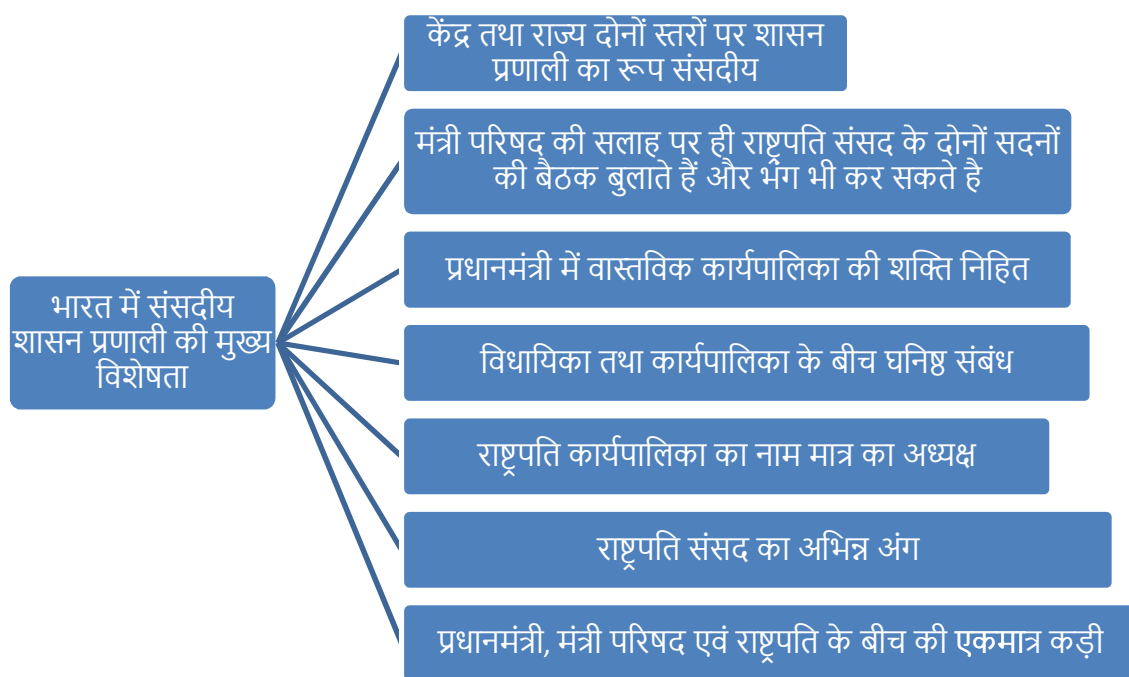 भारत में संसदीय
शासन प्रणाली की मुख्य
विशेषता
केंद्र तथा राज्य दोनों स्तरों पर शासन
प्रणाली का रूप संसदीय
मंत्री परिषद की सलाह पर ही राष्ट्रपति संसद के दोनों सदनों
की बैठक बुलाते हैं और भंग भी कर सकते है
प्रधानमंत्री में वास्तविक कार्यपालिका की शक्ति निहित
विधायिका तथा कार्यपालिका के बीच घनिष्ठ संबंध
राष्ट्रपति कार्यपालिका का नाम मात्र का अध्यक्ष
राष्ट्रपति संसद का अभिन्न अंग
प्रधानमंत्री, मंत्री परिषद एवं राष्ट्रपति के बीच की एकमात्र कड़ी